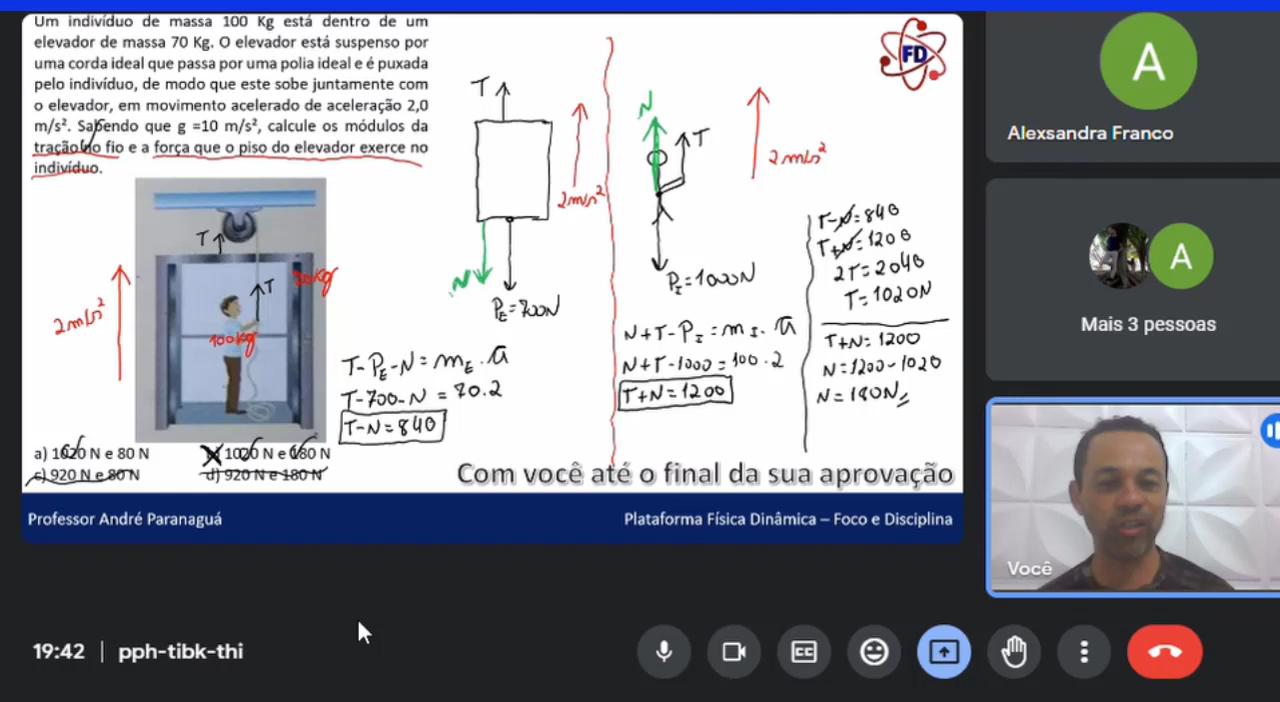 Um indivíduo de massa 100 Kg está dentro de um
elevador de massa 70 Kg. O elevador está suspenso por
uma corda ideal que passa por uma polia ideal e é puxada
pelo indivíduo, de modo que este sobe juntamente com
o elevador, em movimento acelerado de aceleração 2,0
m/s². Sabendo que g =10 m/s², calcule os módulos da
tração no fio e a força que o piso do elevador exerce no
indivíduo.
T
T
100kg
2m/s²
a) 1020 N e 80 N
b) 1020 N e 180 N
c) 920 N e 80 N
d) 920 N e 180 N
T
2m/s²
N
P_E=700N
T-P_E-N=m_E.a
T-700-N=70.2
T-N=840
N
T
2m/s²
P_I=1000N
N+T-P_I=m_I.a
N+T-1000=100.2
T+N=1200
T-N=840
T+N=1200
2T=2040
T=1020N
T+N=1200
N=1200-1020
N=180N
FD
Com você até o final da sua aprovação
Professor André Paranaguá
Plataforma Física Dinâmica – Foco e Disciplina
A
Alexsandra Franco
A
Mais 3 pessoas
Você
19:42 | pph-tibk-thi
CC